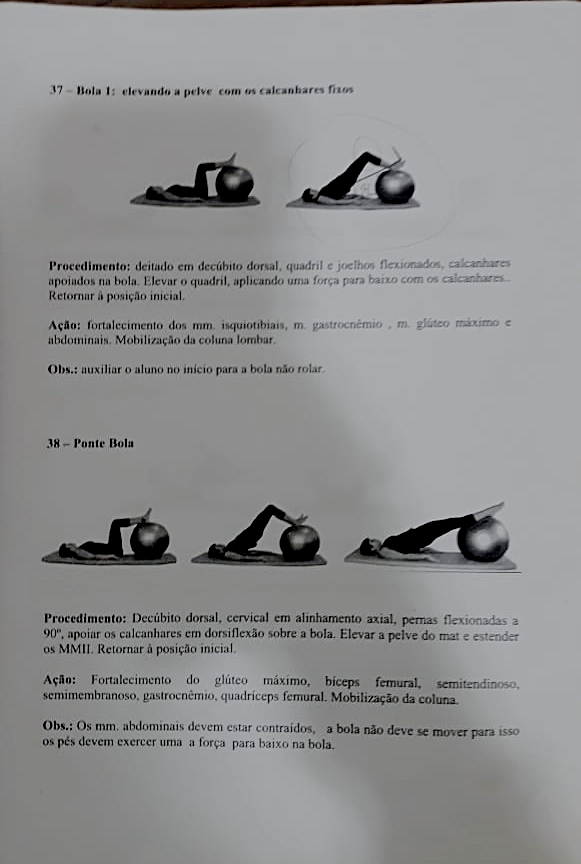 37 – Bola 1: elevando a pelve com os calcanhares fixos
Procedimento: deitado em decúbito dorsal, quadril e joelhos flexionados, calcanhares
apoiados na bola. Elevar o quadril, aplicando uma força para baixo com os calcanhares..
Retornar à posição inicial.
Ação: fortalecimento dos mm. isquiotibiais, m. gastrocnêmio , m. glúteo máximo e
abdominais. Mobilização da coluna lombar.
Obs.: auxiliar o aluno no início para a bola não rolar.
38 – Ponte Bola
Procedimento: Decúbito dorsal, cervical em alinhamento axial, pernas flexionadas a
90º, apoiar os calcanhares em dorsiflexão sobre a bola. Elevar a pelve do mat e estender
os MMII. Retornar à posição inicial.
Ação: Fortalecimento do glúteo máximo, bíceps femural, semitendinoso,
semimembranoso, gastrocnêmio, quadríceps femural. Mobilização da coluna.
Obs.: Os mm. abdominais devem estar contraídos, a bola não deve se mover para isso
os pés devem exercer uma a força para baixo na bola.